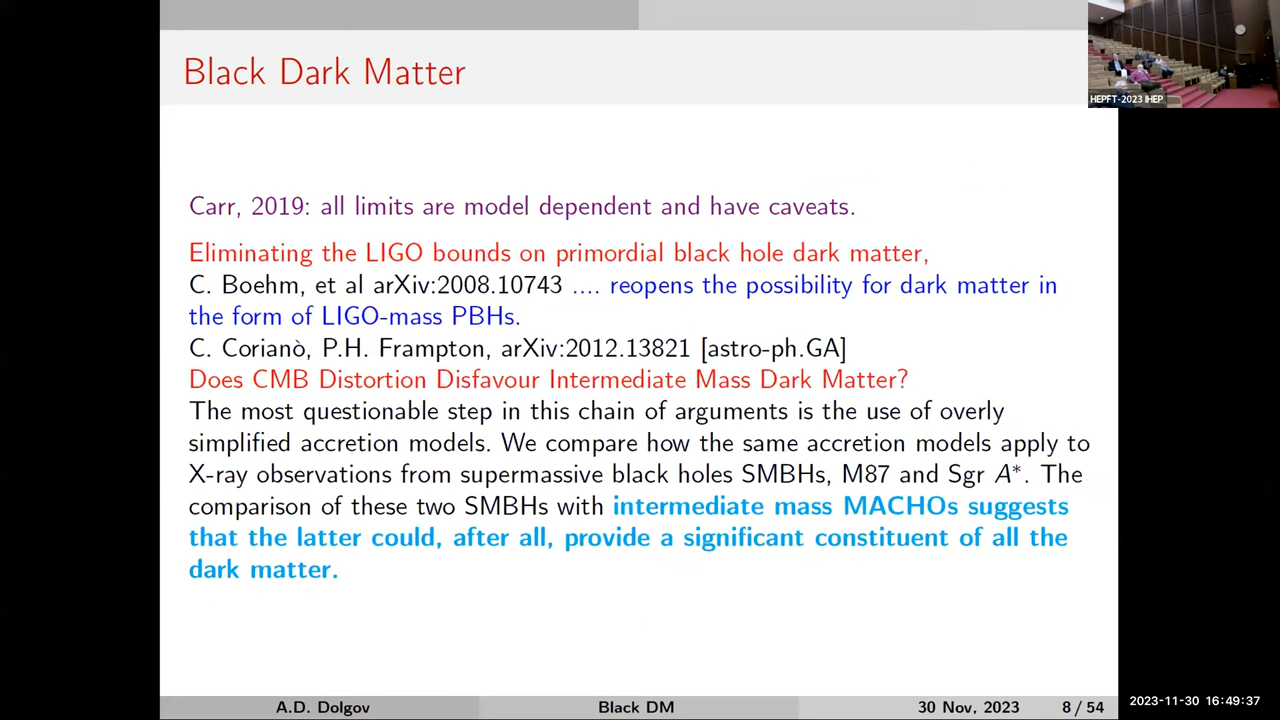 Black Dark Matter
HEPFT-2023 IHEP
Carr, 2019: all limits are model dependent and have caveats.
Eliminating the LIGO bounds on primordial black hole dark matter,
C. Boehm, et al arXiv:2008.10743 .... reopens the possibility for dark matter in
the form of LIGO-mass PBHs.
C. Corianò, P.H. Frampton, arXiv:2012.13821 [astro-ph.GA]
Does CMB Distortion Disfavour Intermediate Mass Dark Matter?
The most questionable step in this chain of arguments is the use of overly
simplified accretion models. We compare how the same accretion models apply to
X-ray observations from supermassive black holes SMBHs, M87 and Sgr A*. The
comparison of these two SMBHs with intermediate mass MACHOs suggests
that the latter could, after all, provide a significant constituent of all the
dark matter.
A.D. Dolgov Black DM 30 Nov, 2023 8 / 54
2023-11-30 16:49:37